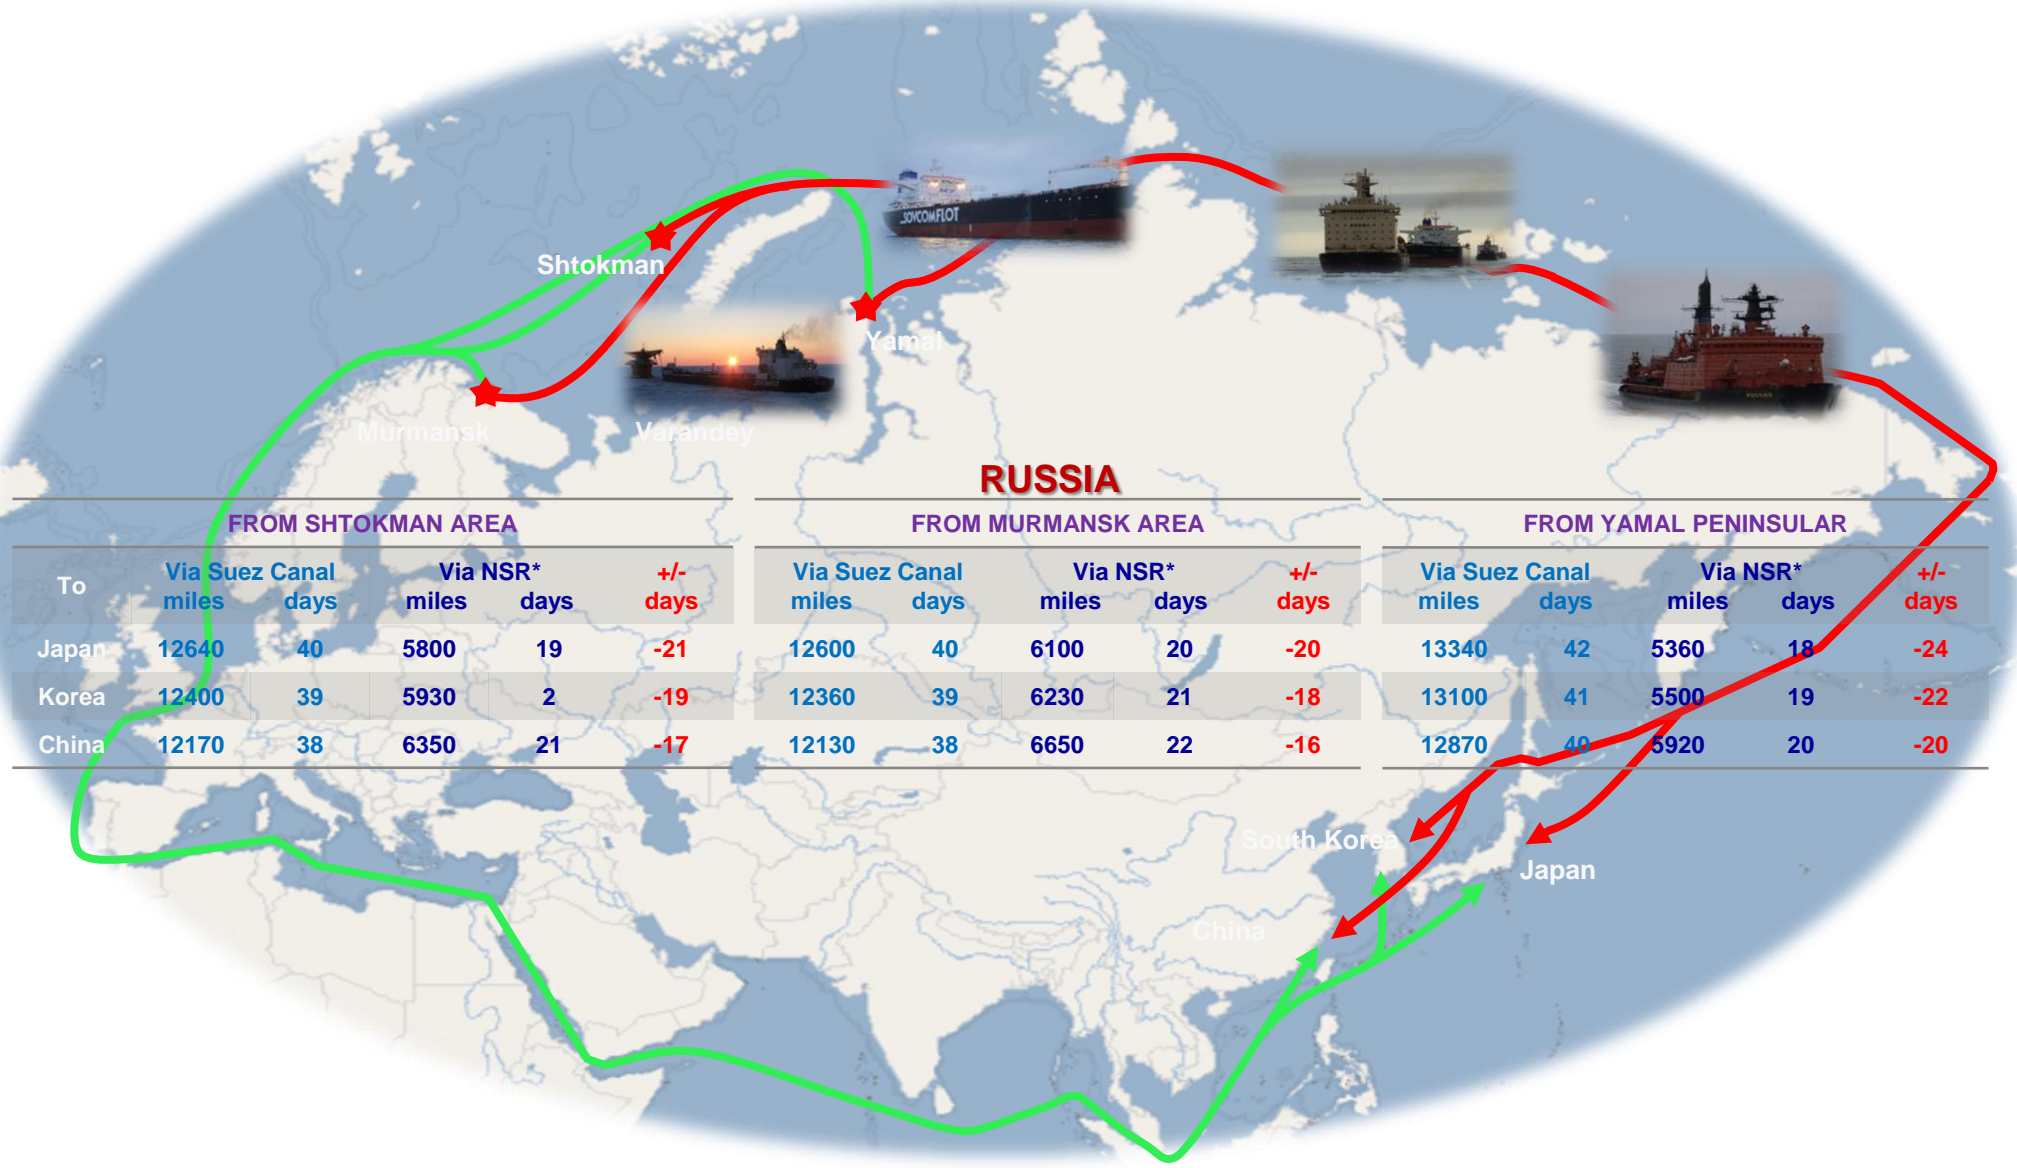 SOVCOMFLOT
Shtokman
Yamal
Murmansk
Varandey
RUSSIA
FROM SHTOKMAN AREA FROM MURMANSK AREA FROM YAMAL PENINSULAR
To Via Suez Canal Via NSR* +/- Via Suez Canal Via NSR* +/- Via Suez Canal Via NSR* +/-
miles days miles days days miles days miles days days miles days miles days days
Japan 12640 40 5800 19 -21 12600 40 6100 20 -20 13340 42 5360 18 -24
Korea 12400 39 5930 2 -19 12360 39 6230 21 -18 13100 41 5500 19 -22
China 12170 38 6350 21 -17 12130 38 6650 22 -16 12870 40 5920 20 -20
South Korea
Japan
China